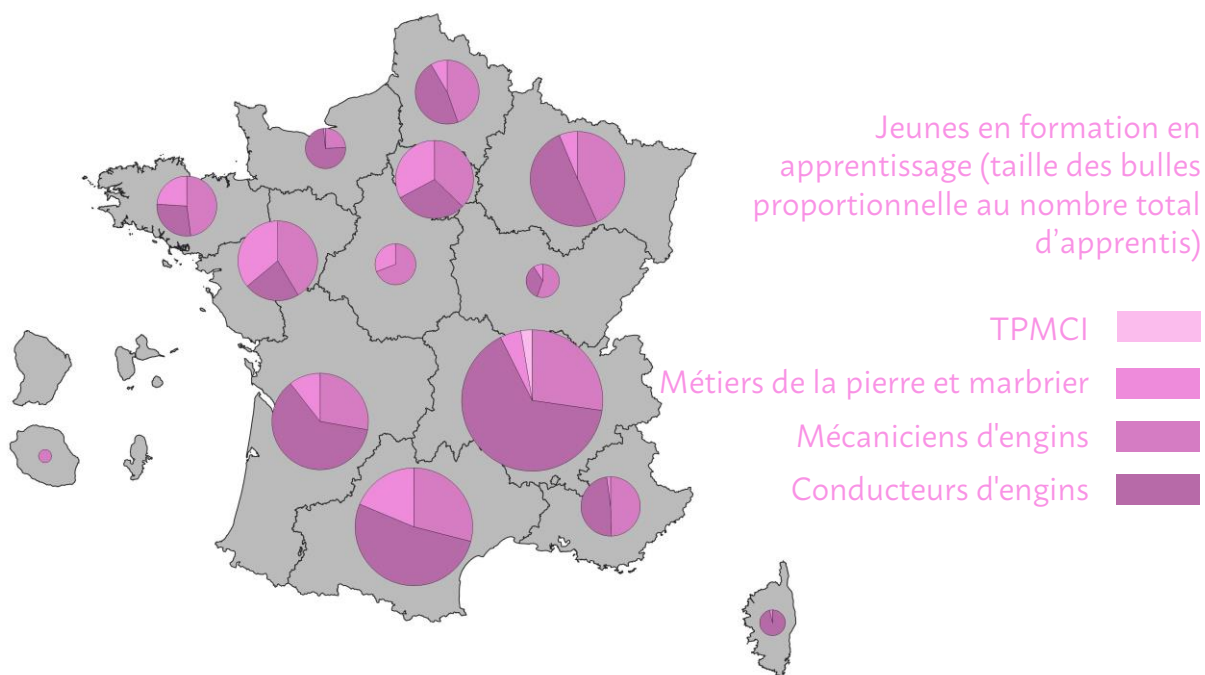 Jeunes en formation en
apprentissage (taille des bulles
proportionnelle au nombre total
d’apprentis)
TPMCI
Métiers de la pierre et marbrier
Mécaniciens d'engins
Conducteurs d'engins